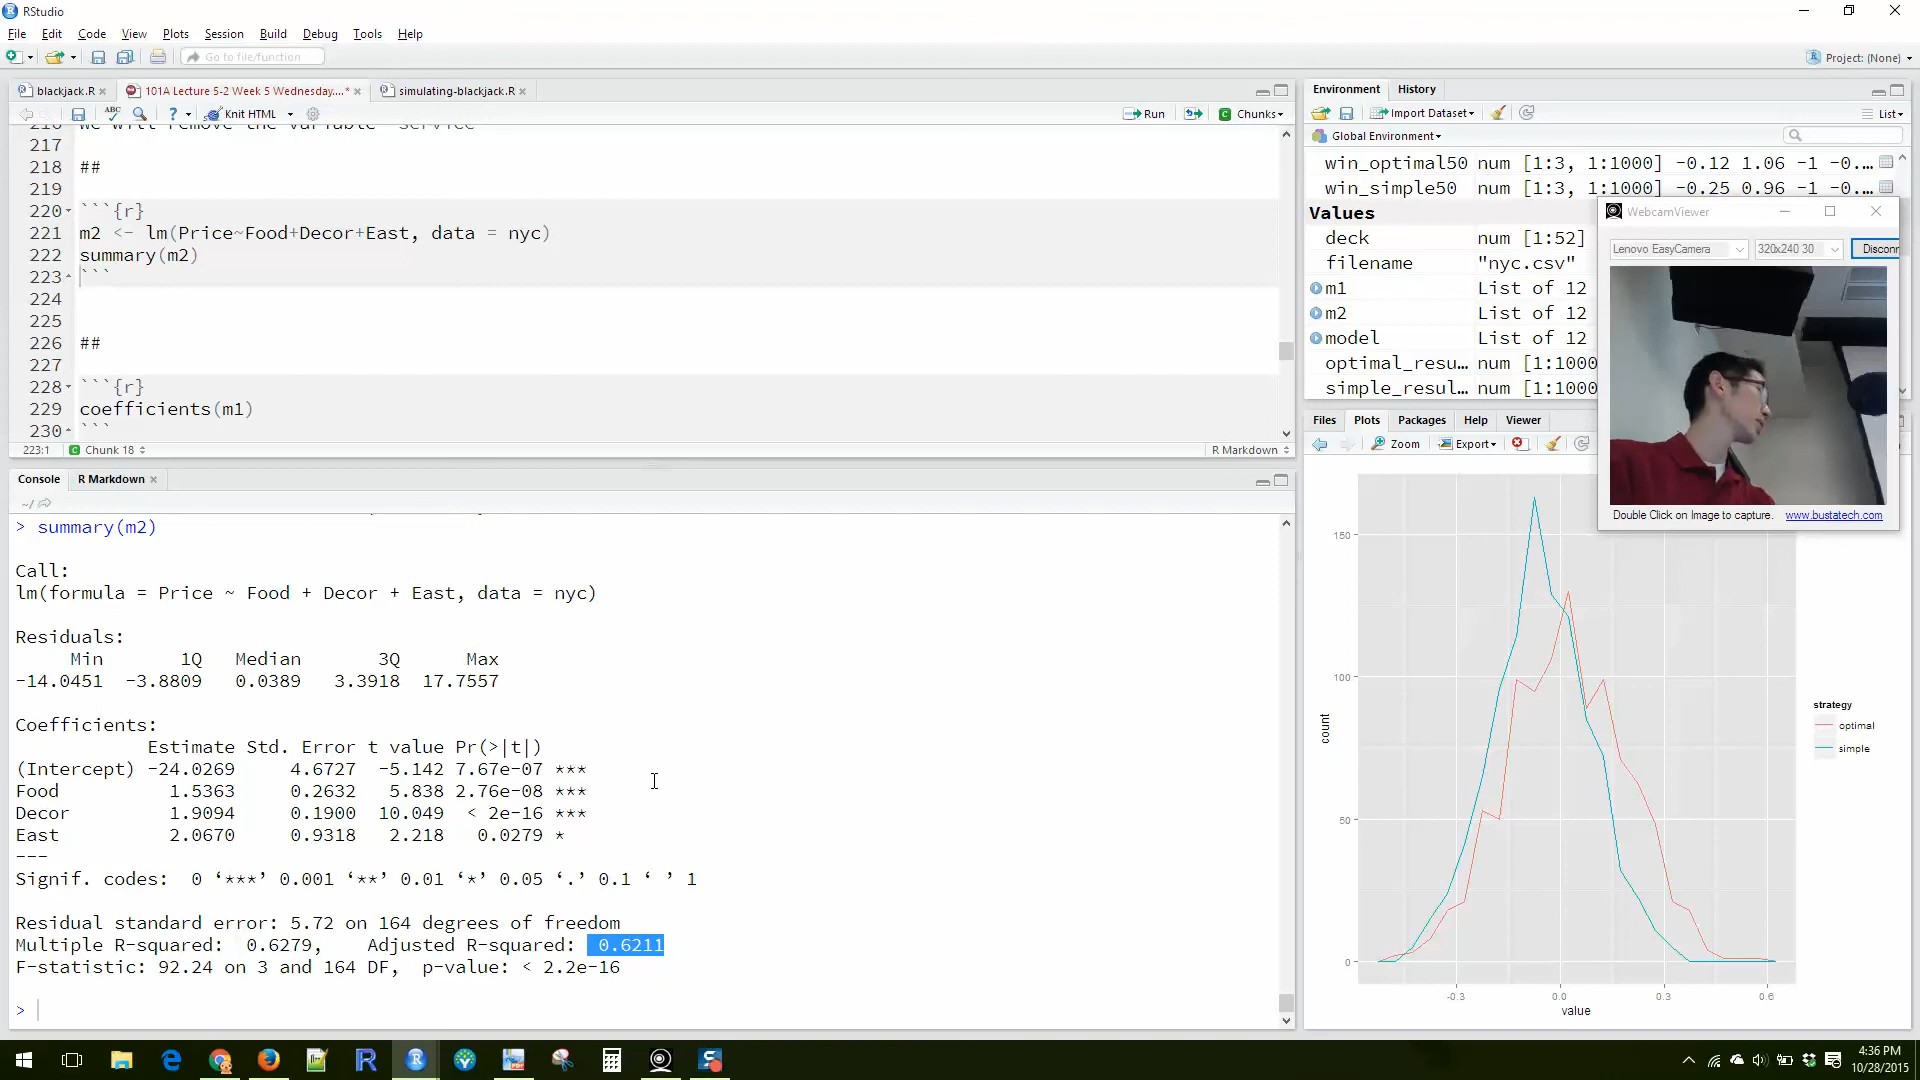 RStudio
File Edit Code View Plots Session Build Debug Tools Help
Go to file/function
Project: (None)
blackjack.R
101A Lecture 5-2 Week 5 Wednesday....*
simulating-blackjack.R
ABC
Knit HTML
Run
Chunks
217
218 ##
219
220 ```{r}
221 m2 <- lm(Price~Food+Decor+East, data = nyc)
222 summary(m2)
223 ```
224
225
226 ##
227
228 ```{r}
229 coefficients(m1)
230 ```
223:1 Chunk 18 R Markdown
Console R Markdown
~/
> summary(m2)
Call:
lm(formula = Price ~ Food + Decor + East, data = nyc)
Residuals:
Min 1Q Median 3Q Max
-14.0451 -3.8809 0.0389 3.3918 17.7557
Coefficients:
Estimate Std. Error t value Pr(>|t|)
(Intercept) -24.0269 4.6727 -5.142 7.67e-07 ***
Food 1.5363 0.2632 5.838 2.76e-08 ***
Decor 1.9094 0.1900 10.049 < 2e-16 ***
East 2.0670 0.9318 2.218 0.0279 *
---
Signif. codes: 0 ‘***’ 0.001 ‘**’ 0.01 ‘*’ 0.05 ‘.’ 0.1 ‘ ’ 1
Residual standard error: 5.72 on 164 degrees of freedom
Multiple R-squared: 0.6279, Adjusted R-squared: 0.6211
F-statistic: 92.24 on 3 and 164 DF, p-value: < 2.2e-16
>
Environment History
Import Dataset List
Global Environment
win_optimal50 num [1:3, 1:1000] -0.12 1.06 -1 -0....
win_simple50 num [1:3, 1:1000] -0.25 0.96 -1 -0....
Values
deck num [1:52]
filename "nyc.csv"
m1 List of 12
m2 List of 12
model List of 12
optimal_resu... num [1:1000
simple_resul... num [1:1000
WebcamViewer
Lenovo EasyCamera 320x240 30 Disconn
Double Click on Image to capture. www.bustatech.com
Files Plots Packages Help Viewer
Zoom Export
150
100
50
0
-0.3 0.0 0.3 0.6
value
count
strategy
optimal
simple
4:36 PM
10/28/2015